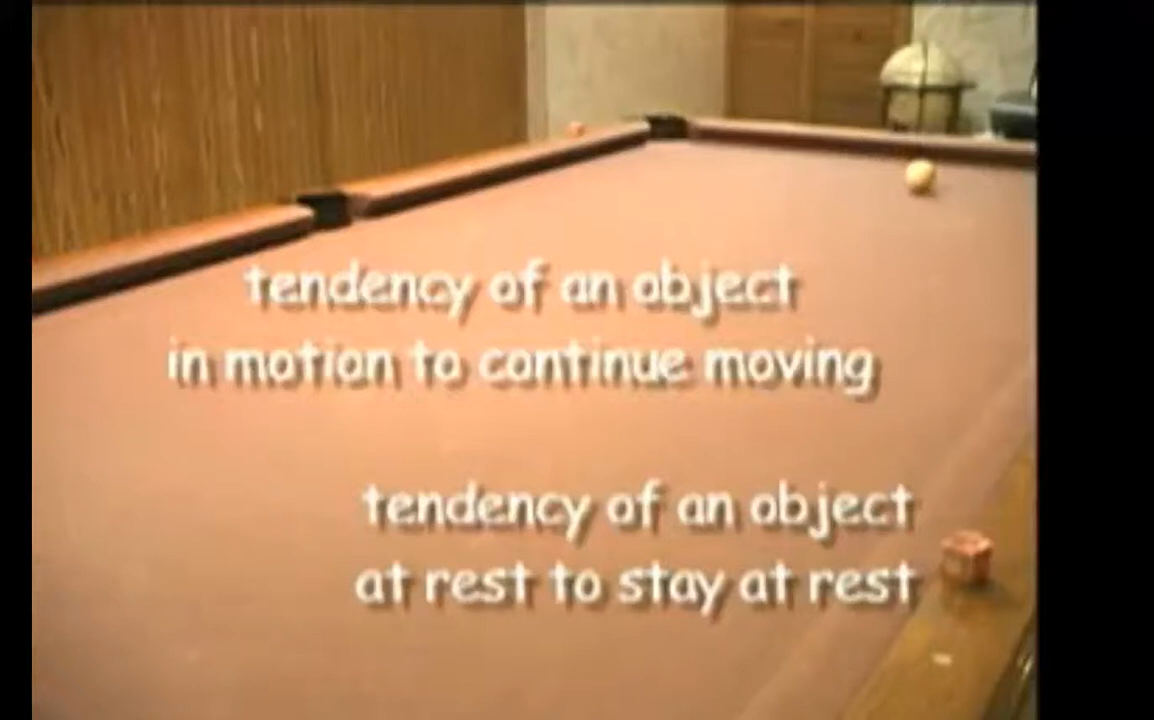 tendency of an object
in motion to continue moving
tendency of an object
at rest to stay at rest